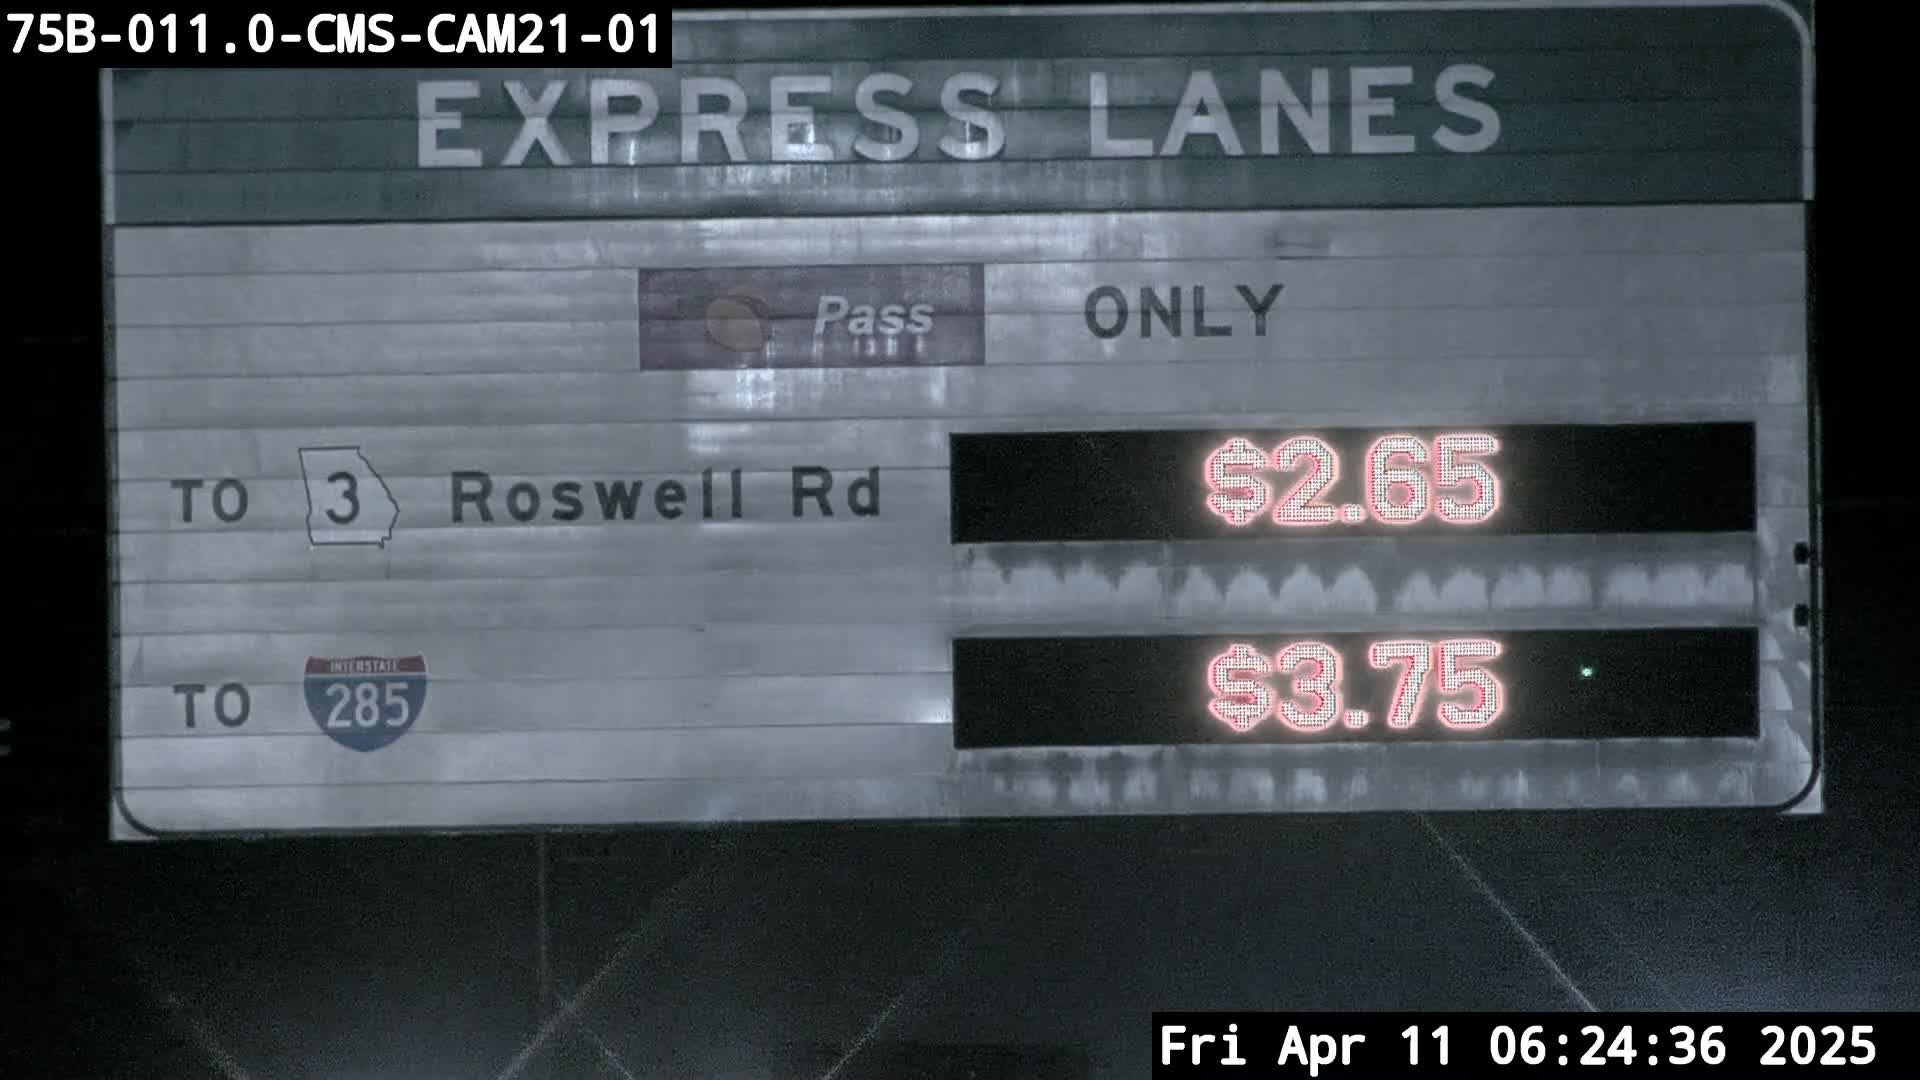 75B-011.0-CMS-CAM21-01
EXPRESS LANES
Pass ONLY
TO 3 Roswell Rd $2.65
INTERSTATE
TO 285 $3.75
Fri Apr 11 06:24:36 2025